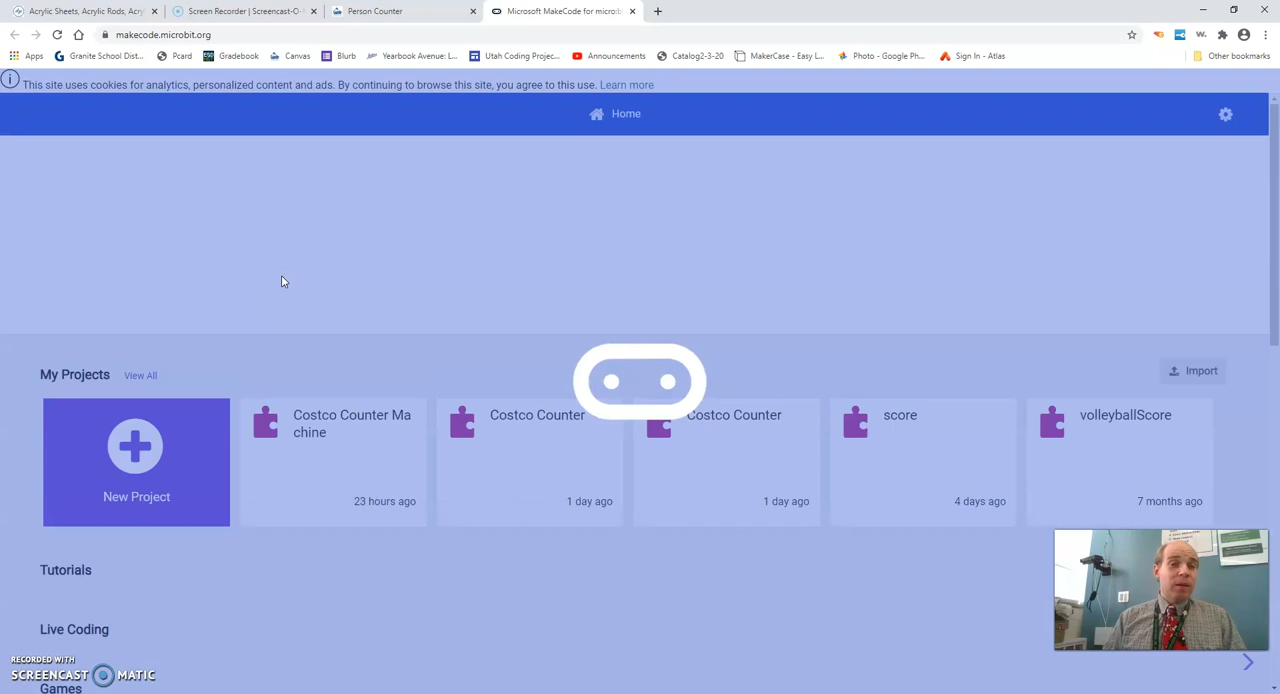 Acrylic Sheets, Acrylic Rods, Acry
Screen Recorder | Screencast-O-
Person Counter
Microsoft MakeCode for micro:b
makecode.microbit.org
Apps
Granite School Dist...
Pcard
Gradebook
Canvas
Blurb
Yearbook Avenue: L...
Utah Coding Projec...
Announcements
Catalog2-3-20
MakerCase - Easy L...
Photo - Google Ph...
Sign In - Atlas
Other bookmarks
This site uses cookies for analytics, personalized content and ads. By continuing to browse this site, you agree to this use. Learn more
Home
My Projects
View All
Import
New Project
Costco Counter Ma
chine
23 hours ago
Costco Counter
1 day ago
Costco Counter
1 day ago
score
4 days ago
volleyballScore
7 months ago
Tutorials
Live Coding
Games
RECORDED WITH
SCREENCAST MATIC